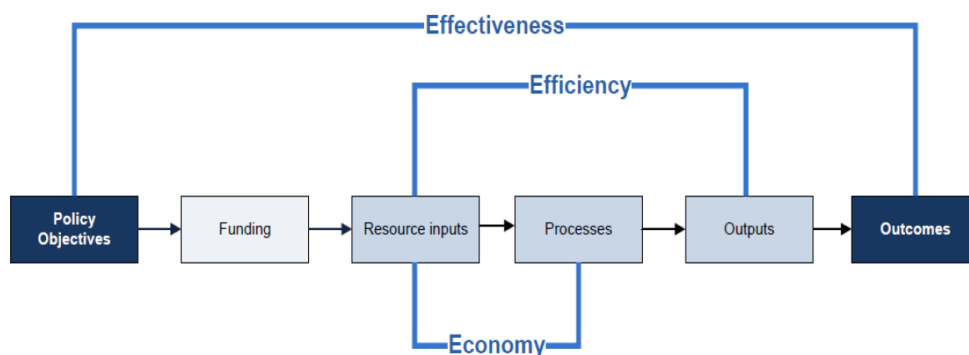 Effectiveness
Efficiency
Policy
Objectives
Funding
Resource inputs
Processes
Outputs
Outcomes
Economy